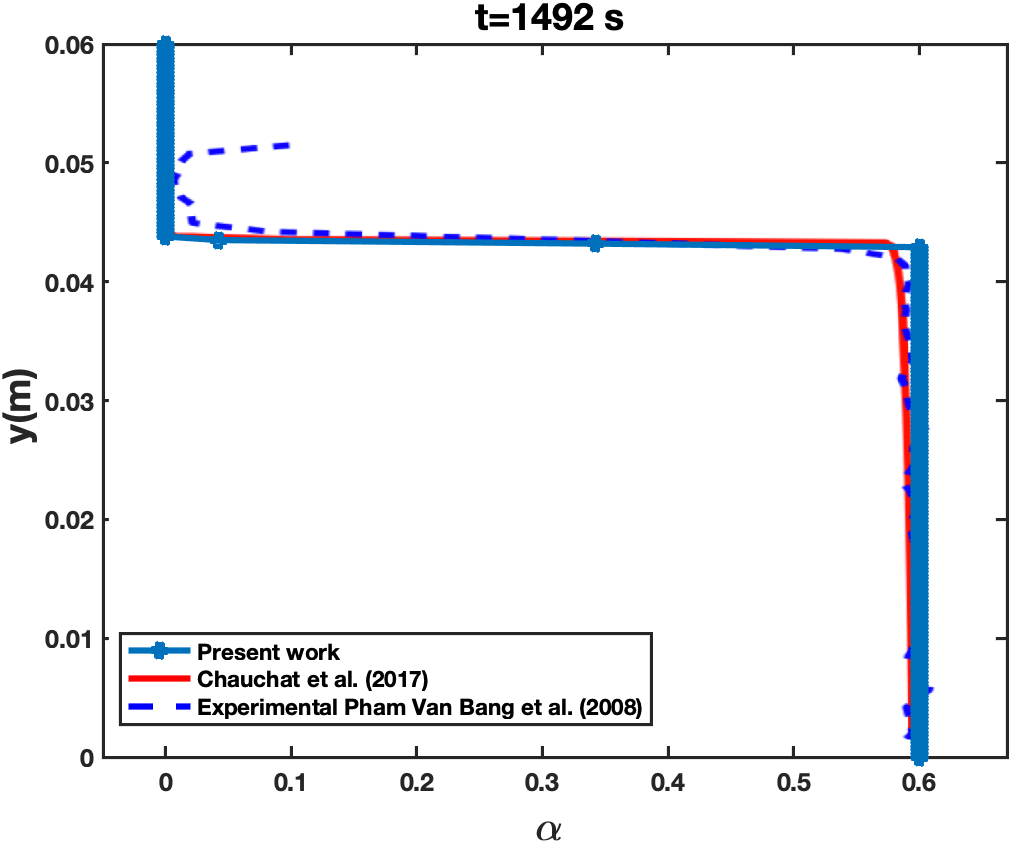 t=1492 s
0.06
0.05
0.04
0.03
0.02
0.01
0
y(m)
Present work
Chauchat et al. (2017)
Experimental Pham Van Bang et al. (2008)
0 0.1 0.2 0.3 0.4 0.5 0.6
α